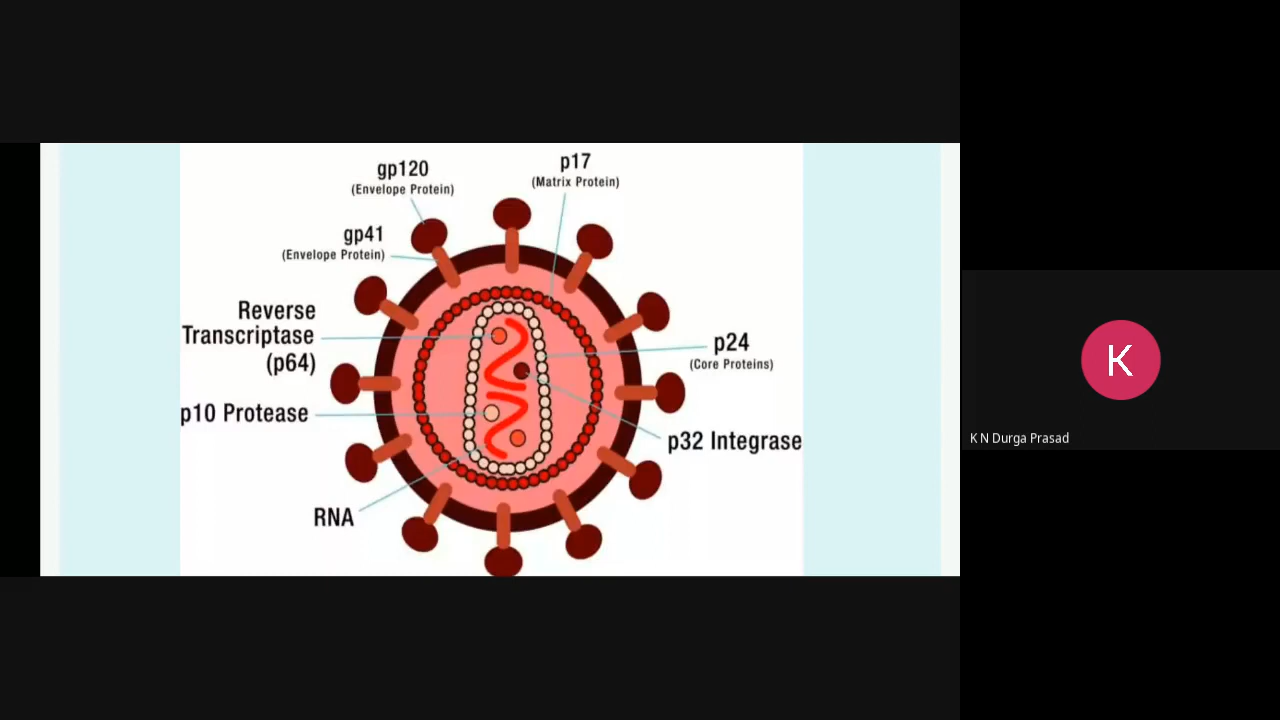 gp120
(Envelope Protein)
p17
(Matrix Protein)
gp41
(Envelope Protein)
Reverse
Transcriptase
(p64)
p24
(Core Proteins)
p10 Protease
p32 Integrase
RNA
K
K N Durga Prasad